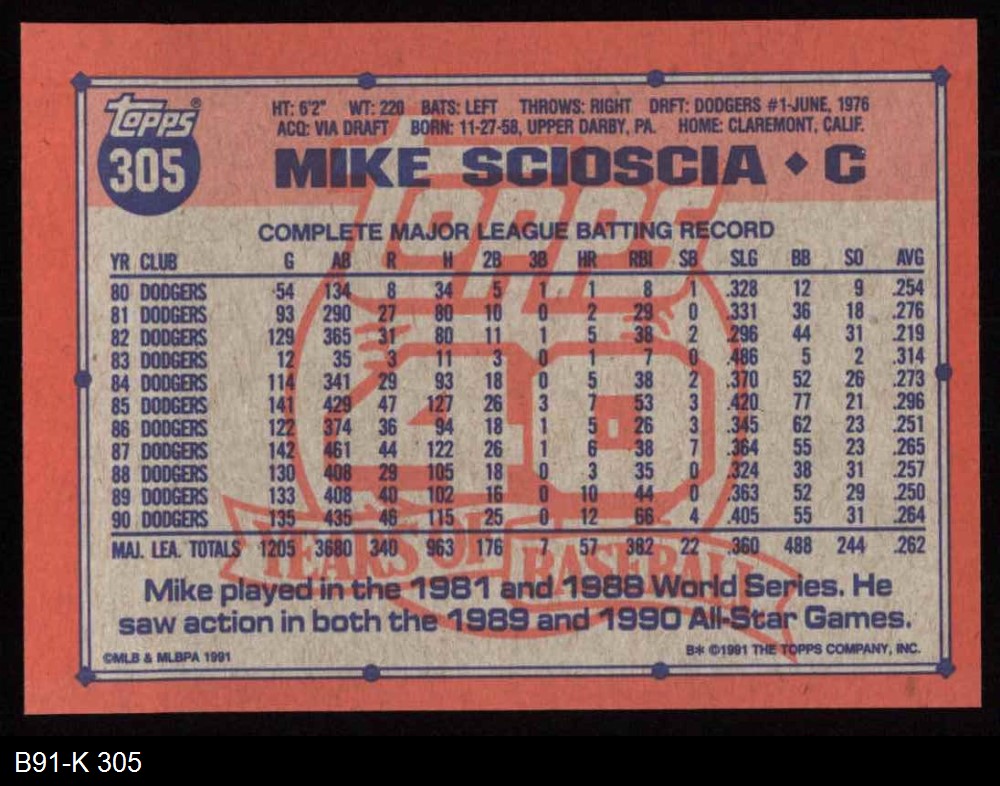 topps®
305
HT: 6'2" WT: 220 BATS: LEFT THROWS: RIGHT DRFT: DODGERS #1-JUNE, 1976
ACQ: VIA DRAFT BORN: 11-27-58, UPPER DARBY, PA. HOME: CLAREMONT, CALIF.
MIKE SCIOSCIA ◆ C
TOPPS
40
YEARS OF BASEBALL
COMPLETE MAJOR LEAGUE BATTING RECORD
YR CLUB G AB R H 2B 3B HR RBI SB SLG BB SO AVG
80 DODGERS 54 134 8 34 5 1 1 8 1 .328 12 9 .254
81 DODGERS 93 290 27 80 10 0 2 29 0 .331 36 18 .276
82 DODGERS 129 365 31 80 11 1 5 38 2 .296 44 31 .219
83 DODGERS 12 35 3 11 3 0 1 7 0 .486 5 2 .314
84 DODGERS 114 341 29 93 18 0 5 38 2 .370 52 26 .273
85 DODGERS 141 429 47 127 26 3 7 53 3 .420 77 21 .296
86 DODGERS 122 374 36 94 18 1 5 26 3 .345 62 23 .251
87 DODGERS 142 461 44 122 26 1 6 38 7 .364 55 23 .265
88 DODGERS 130 408 29 105 18 0 3 35 0 .324 38 31 .257
89 DODGERS 133 408 40 102 16 0 10 44 0 .363 52 29 .250
90 DODGERS 135 435 46 115 25 0 12 66 4 .405 55 31 .264
MAJ. LEA. TOTALS 1205 3680 340 963 176 7 57 382 22 .360 488 244 .262
Mike played in the 1981 and 1988 World Series. He
saw action in both the 1989 and 1990 All-Star Games.
©MLB & MLBPA 1991 B* ©1991 THE TOPPS COMPANY, INC.
B91-K 305